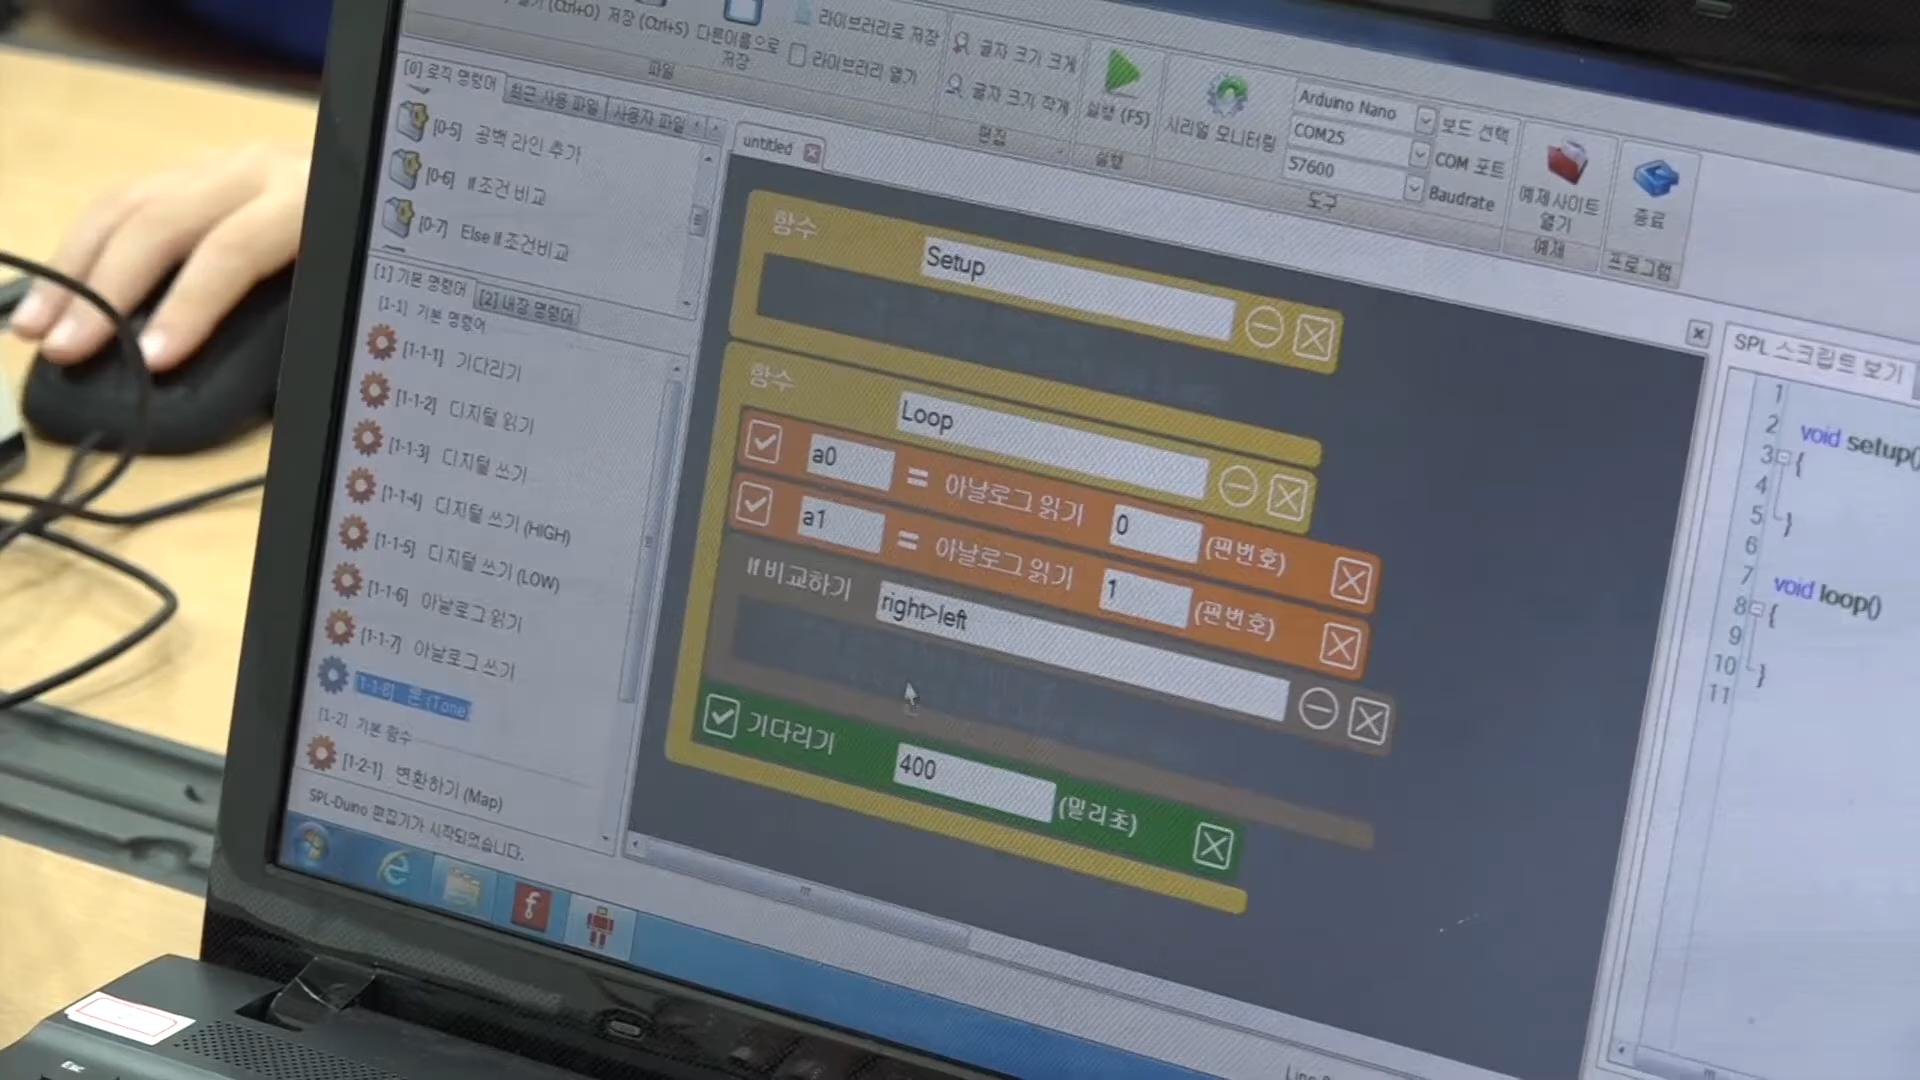 (Ctrl+O)
저장 (Ctrl+S)
다른이름으로
저장
라이브러리로 저장
라이브러리 열기
파일
글자 크기 크게
글자 크기 작게
편집
실행 (F5)
실행
시리얼 모니터링
Arduino Nano
보드 선택
COM25
COM 포트
57600
Baudrate
도구
예제사이트
열기
예제
종료
프로그램
[0] 로직 명령어
최근 사용 파일
사용자 파일
[0-5] 공백 라인 추가
[0-6] If 조건 비교
[0-7] Else If 조건비교
[1] 기본 명령어
[2] 내장 명령어
[1-1] 기본 명령어
[1-1-1] 기다리기
[1-1-2] 디지털 읽기
[1-1-3] 디지털 쓰기
[1-1-4] 디지털 쓰기 (HIGH)
[1-1-5] 디지털 쓰기 (LOW)
[1-1-6] 아날로그 읽기
[1-1-7] 아날로그 쓰기
[1-1-8] 톤 (Tone)
[1-2] 기본 함수
[1-2-1] 변환하기 (Map)
SPL-Duino 편집기가 시작되었습니다.
untitled
함수
Setup
함수
Loop
a0 = 아날로그 읽기 0 (핀번호)
a1 = 아날로그 읽기 1 (핀번호)
If 비교하기 right>left
기다리기 400 (밀리초)
SPL 스크립트 보기
1
2 void setup()
3 {
4
5 }
6
7 void loop()
8 {
9
10 }
11
ESC